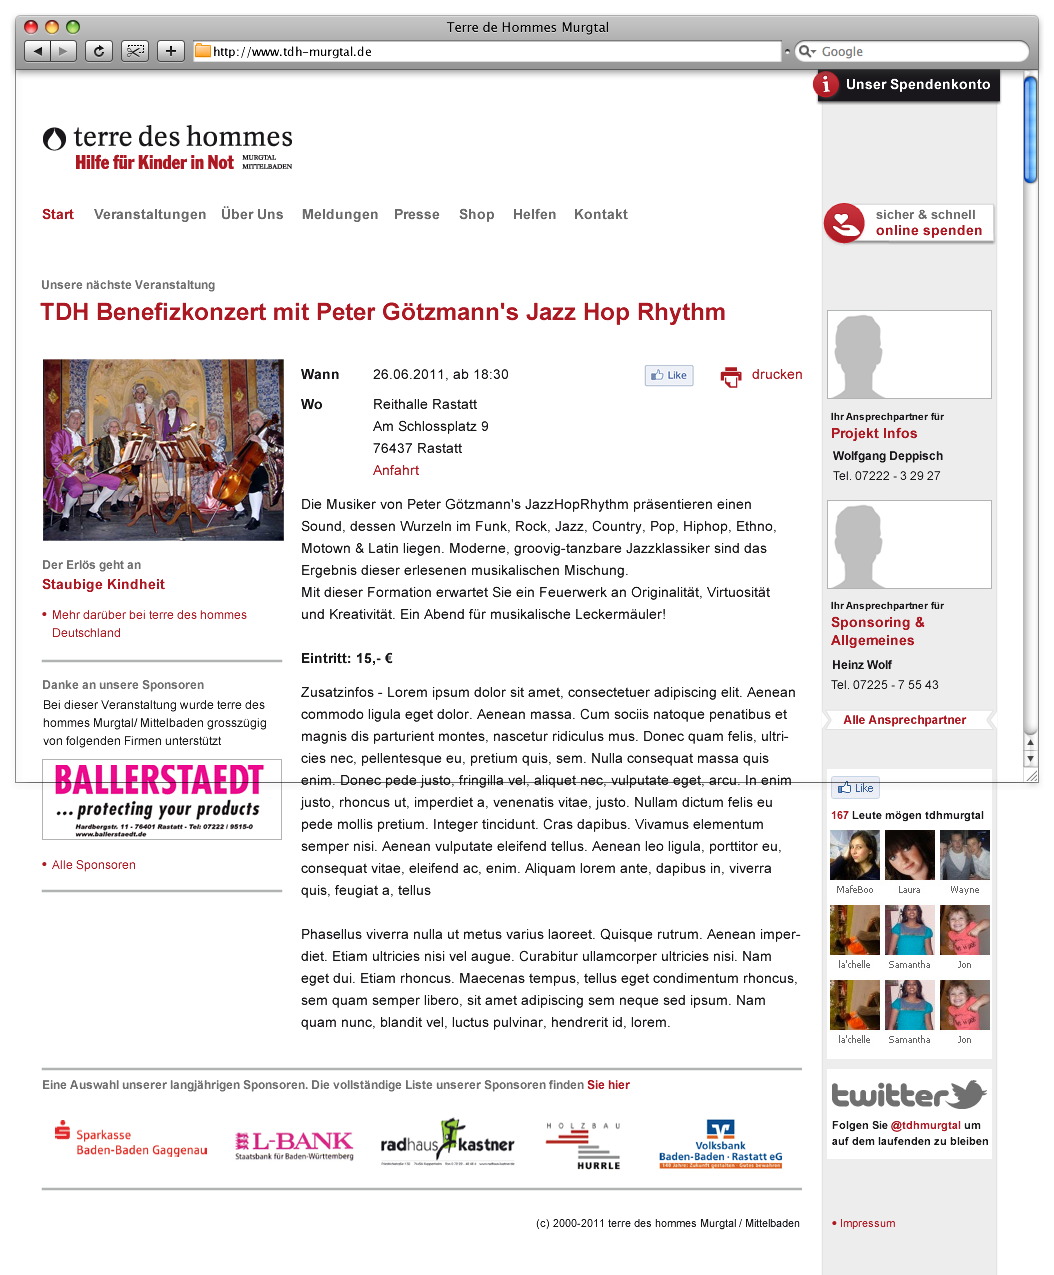 Terre de Hommes Murgtal
http://www.tdh-murgtal.de
Google
Unser Spendenkonto
terre des hommes
Hilfe für Kinder in Not
MURGTAL
MITTELBADEN
Start Veranstaltungen Über Uns Meldungen Presse Shop Helfen Kontakt
sicher & schnell
online spenden
Unsere nächste Veranstaltung
TDH Benefizkonzert mit Peter Götzmann's Jazz Hop Rhythm
Wann 26.06.2011, ab 18:30
Like
drucken
Wo Reithalle Rastatt
Am Schlossplatz 9
76437 Rastatt
Anfahrt
Die Musiker von Peter Götzmann's JazzHopRhythm präsentieren einen
Sound, dessen Wurzeln im Funk, Rock, Jazz, Country, Pop, Hiphop, Ethno,
Motown & Latin liegen. Moderne, groovig-tanzbare Jazzklassiker sind das
Ergebnis dieser erlesenen musikalischen Mischung.
Mit dieser Formation erwartet Sie ein Feuerwerk an Originalität, Virtuosität
und Kreativität. Ein Abend für musikalische Leckermäuler!
Eintritt: 15,- €
Zusatzinfos - Lorem ipsum dolor sit amet, consectetuer adipiscing elit. Aenean
commodo ligula eget dolor. Aenean massa. Cum sociis natoque penatibus et
magnis dis parturient montes, nascetur ridiculus mus. Donec quam felis, ultri-
cies nec, pellentesque eu, pretium quis, sem. Nulla consequat massa quis
enim. Donec pede justo, fringilla vel, aliquet nec, vulputate eget, arcu. In enim
justo, rhoncus ut, imperdiet a, venenatis vitae, justo. Nullam dictum felis eu
pede mollis pretium. Integer tincidunt. Cras dapibus. Vivamus elementum
semper nisi. Aenean vulputate eleifend tellus. Aenean leo ligula, porttitor eu,
consequat vitae, eleifend ac, enim. Aliquam lorem ante, dapibus in, viverra
quis, feugiat a, tellus
Phasellus viverra nulla ut metus varius laoreet. Quisque rutrum. Aenean imper-
diet. Etiam ultricies nisi vel augue. Curabitur ullamcorper ultricies nisi. Nam
eget dui. Etiam rhoncus. Maecenas tempus, tellus eget condimentum rhoncus,
sem quam semper libero, sit amet adipiscing sem neque sed ipsum. Nam
quam nunc, blandit vel, luctus pulvinar, hendrerit id, lorem.
Der Erlös geht an
Staubige Kindheit
• Mehr darüber bei terre des hommes
Deutschland
Danke an unsere Sponsoren
Bei dieser Veranstaltung wurde terre des
hommes Murgtal/ Mittelbaden grosszügig
von folgenden Firmen unterstützt
BALLERSTAEDT
... protecting your products
Hardbergstr. 11 - 76401 Rastatt - Tel: 07222 / 9515-0
www.ballerstaedt.de
• Alle Sponsoren
Ihr Ansprechpartner für
Projekt Infos
Wolfgang Deppisch
Tel. 07222 - 3 29 27
Ihr Ansprechpartner für
Sponsoring &
Allgemeines
Heinz Wolf
Tel. 07225 - 7 55 43
Alle Ansprechpartner
Like
167 Leute mögen tdhmurgtal
MafeBoo Laura Wayne
la'chelle Samantha Jon
la'chelle Samantha Jon
twitter
Folgen Sie @tdhmurgtal um
auf dem laufenden zu bleiben
Eine Auswahl unserer langjährigen Sponsoren. Die vollständige Liste unserer Sponsoren finden Sie hier
Sparkasse
Baden-Baden Gaggenau
L-BANK
Staatsbank für Baden-Württemberg
radhaus kastner
HOLZBAU
HURRLE
Volksbank
Baden-Baden · Rastatt eG
(c) 2000-2011 terre des hommes Murgtal / Mittelbaden
• Impressum